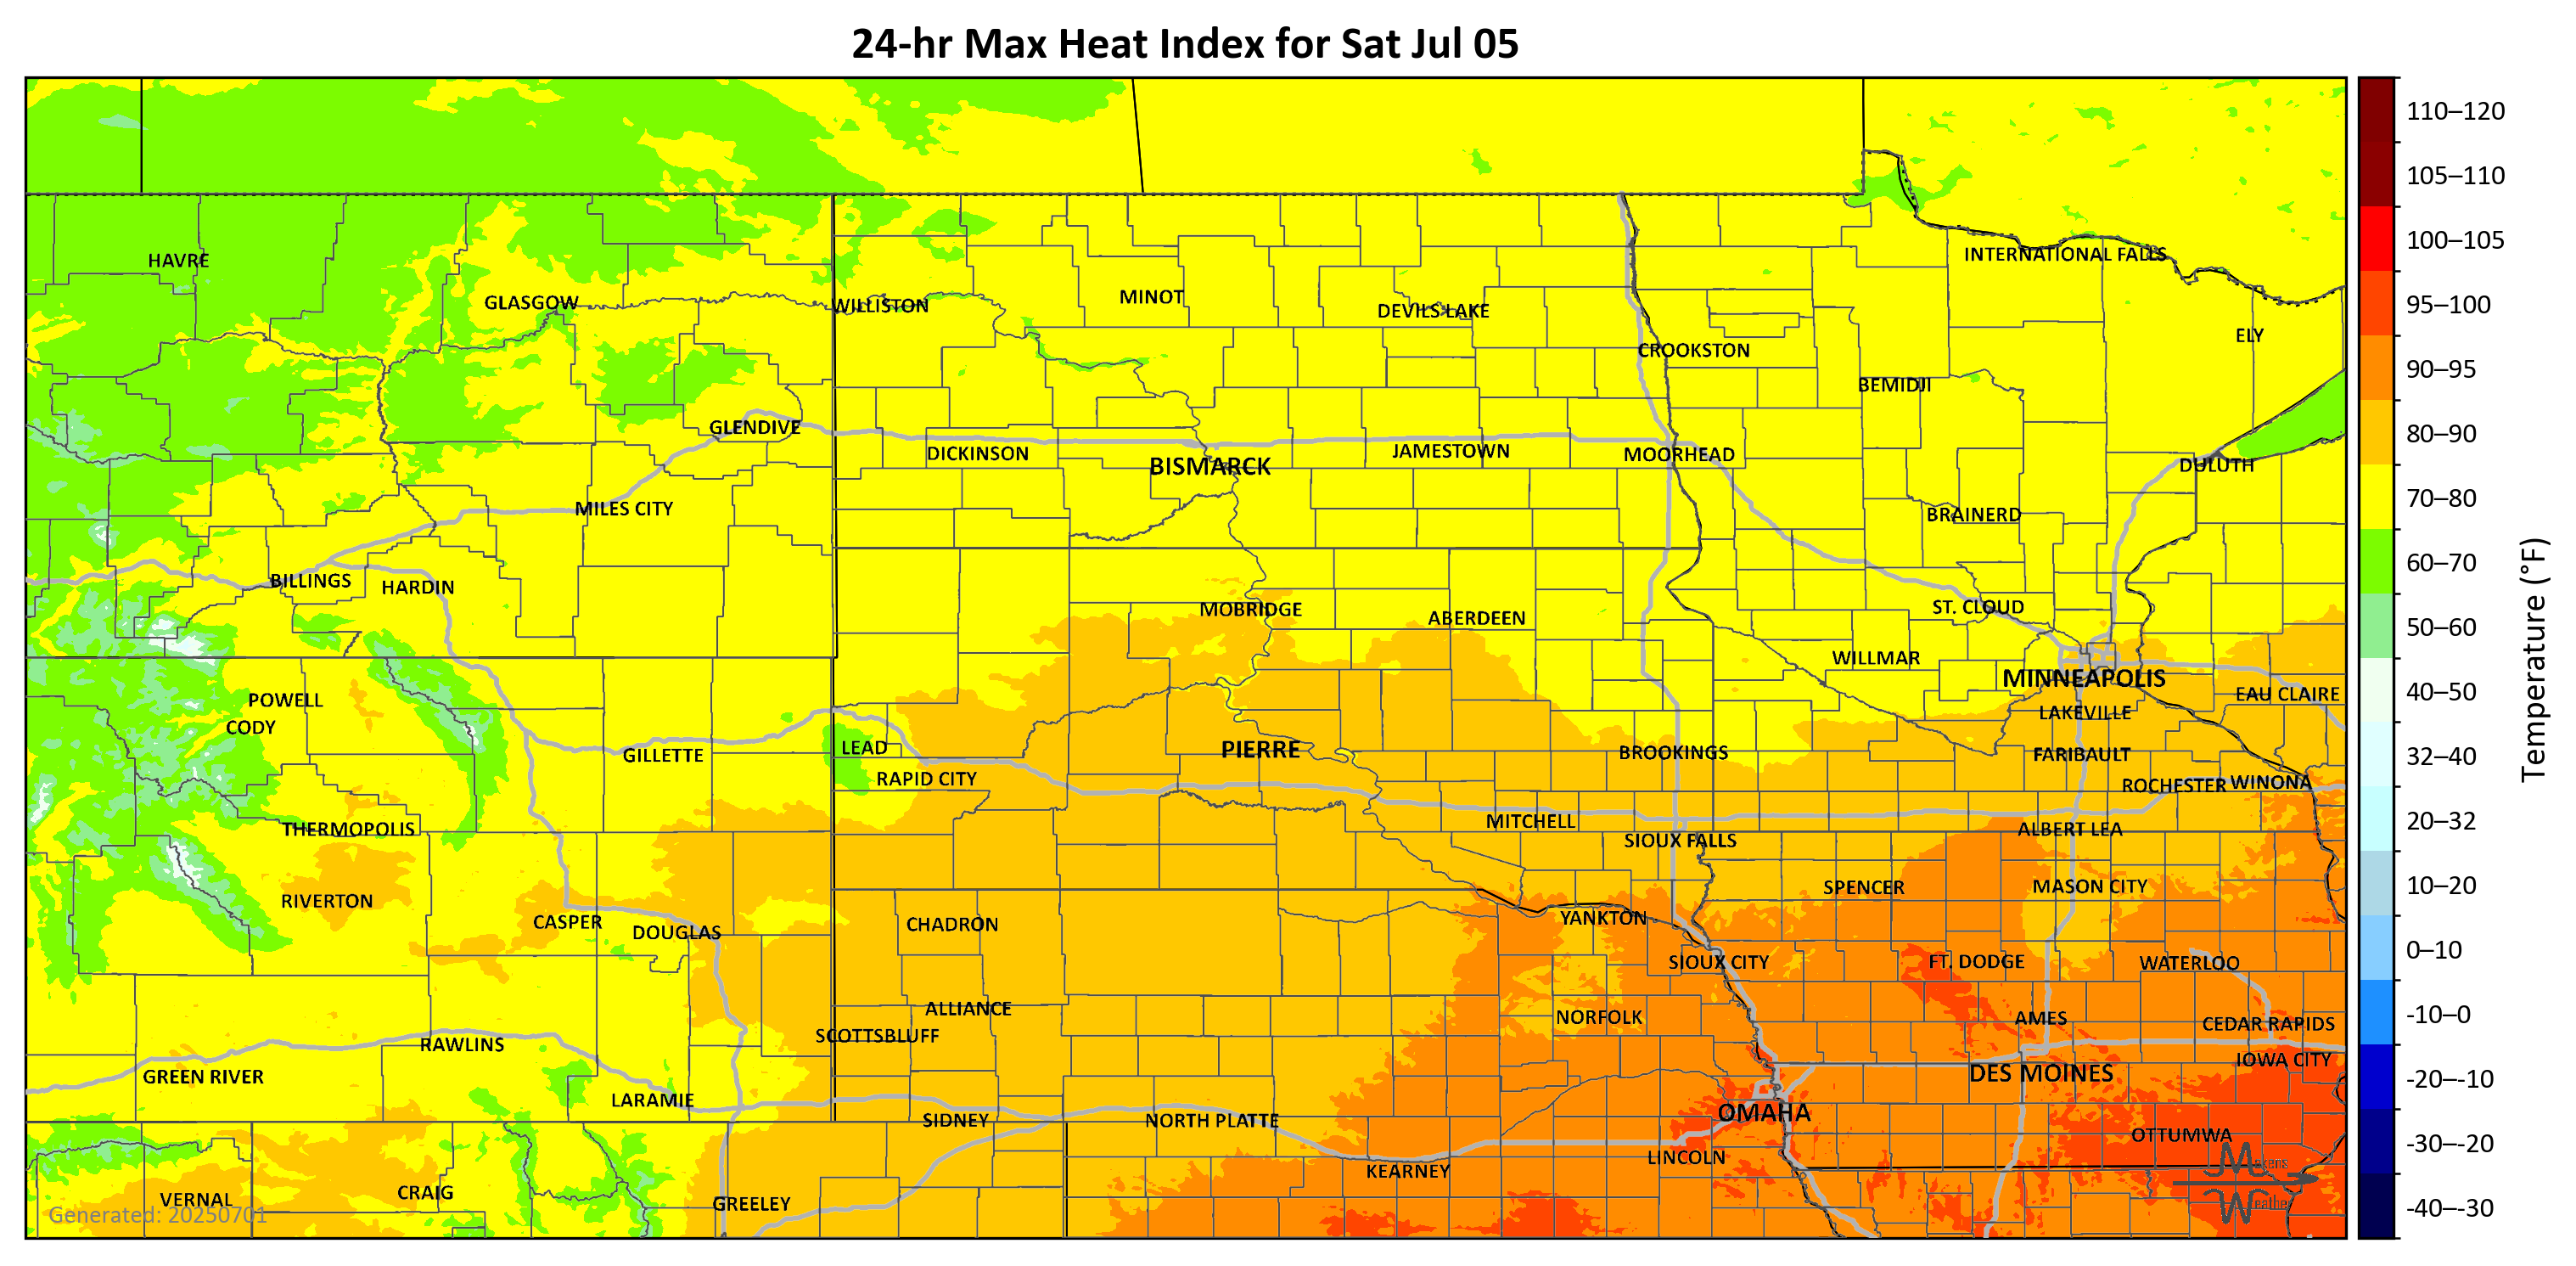 24-hr Max Heat Index for Sat Jul 05
HAVRE
GLASGOW
WILLISTON
MINOT
DEVILS LAKE
INTERNATIONAL FALLS
CROOKSTON
ELY
BEMIDJI
GLENDIVE
DICKINSON
BISMARCK
JAMESTOWN
MOORHEAD
DULUTH
MILES CITY
BRAINERD
BILLINGS
HARDIN
MOBRIDGE
ABERDEEN
ST. CLOUD
WILLMAR
MINNEAPOLIS
POWELL
EAU CLAIRE
CODY
LAKEVILLE
GILLETTE
LEAD
PIERRE
BROOKINGS
FARIBAULT
RAPID CITY
ROCHESTER
WINONA
THERMOPOLIS
MITCHELL
SIOUX FALLS
ALBERT LEA
RIVERTON
SPENCER
MASON CITY
CASPER
DOUGLAS
CHADRON
YANKTON
SIOUX CITY
FT. DODGE
WATERLOO
ALLIANCE
NORFOLK
AMES
CEDAR RAPIDS
SCOTTSBLUFF
RAWLINS
IOWA CITY
GREEN RIVER
DES MOINES
LARAMIE
SIDNEY
NORTH PLATTE
OMAHA
OTTUMWA
KEARNEY
LINCOLN
VERNAL
CRAIG
GREELEY
Generated: 20250701
Makens
Weather
110–120
105–110
100–105
95–100
90–95
80–90
70–80
60–70
50–60
40–50
32–40
20–32
10–20
0–10
-10–0
-20–-10
-30–-20
-40–-30
Temperature (°F)